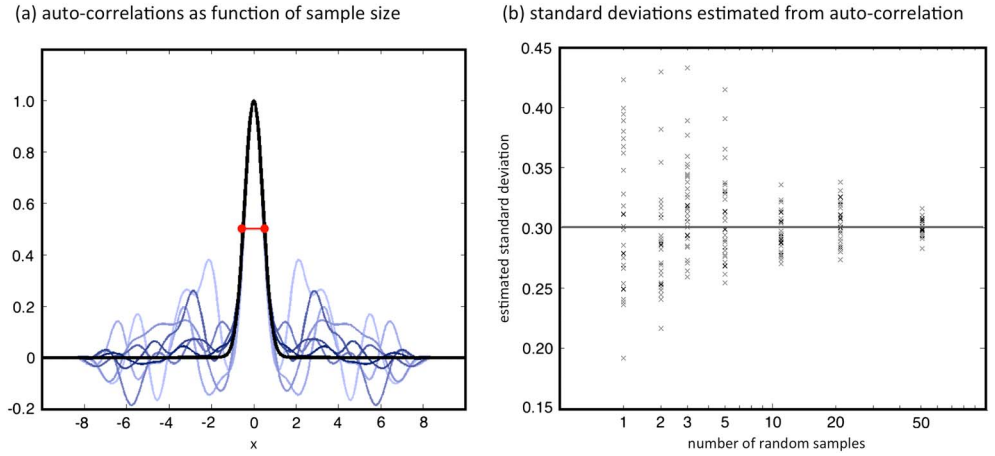 (a) auto-correlations as function of sample size
1.0
0.8
0.6
0.4
0.2
0
-0.2
-8 -6 -4 -2 0 2 4 6 8
x
(b) standard deviations estimated from auto-correlation
estimated standard deviation
0.45
0.40
0.35
0.30
0.25
0.20
0.15
1 2 3 5 10 20 50
number of random samples